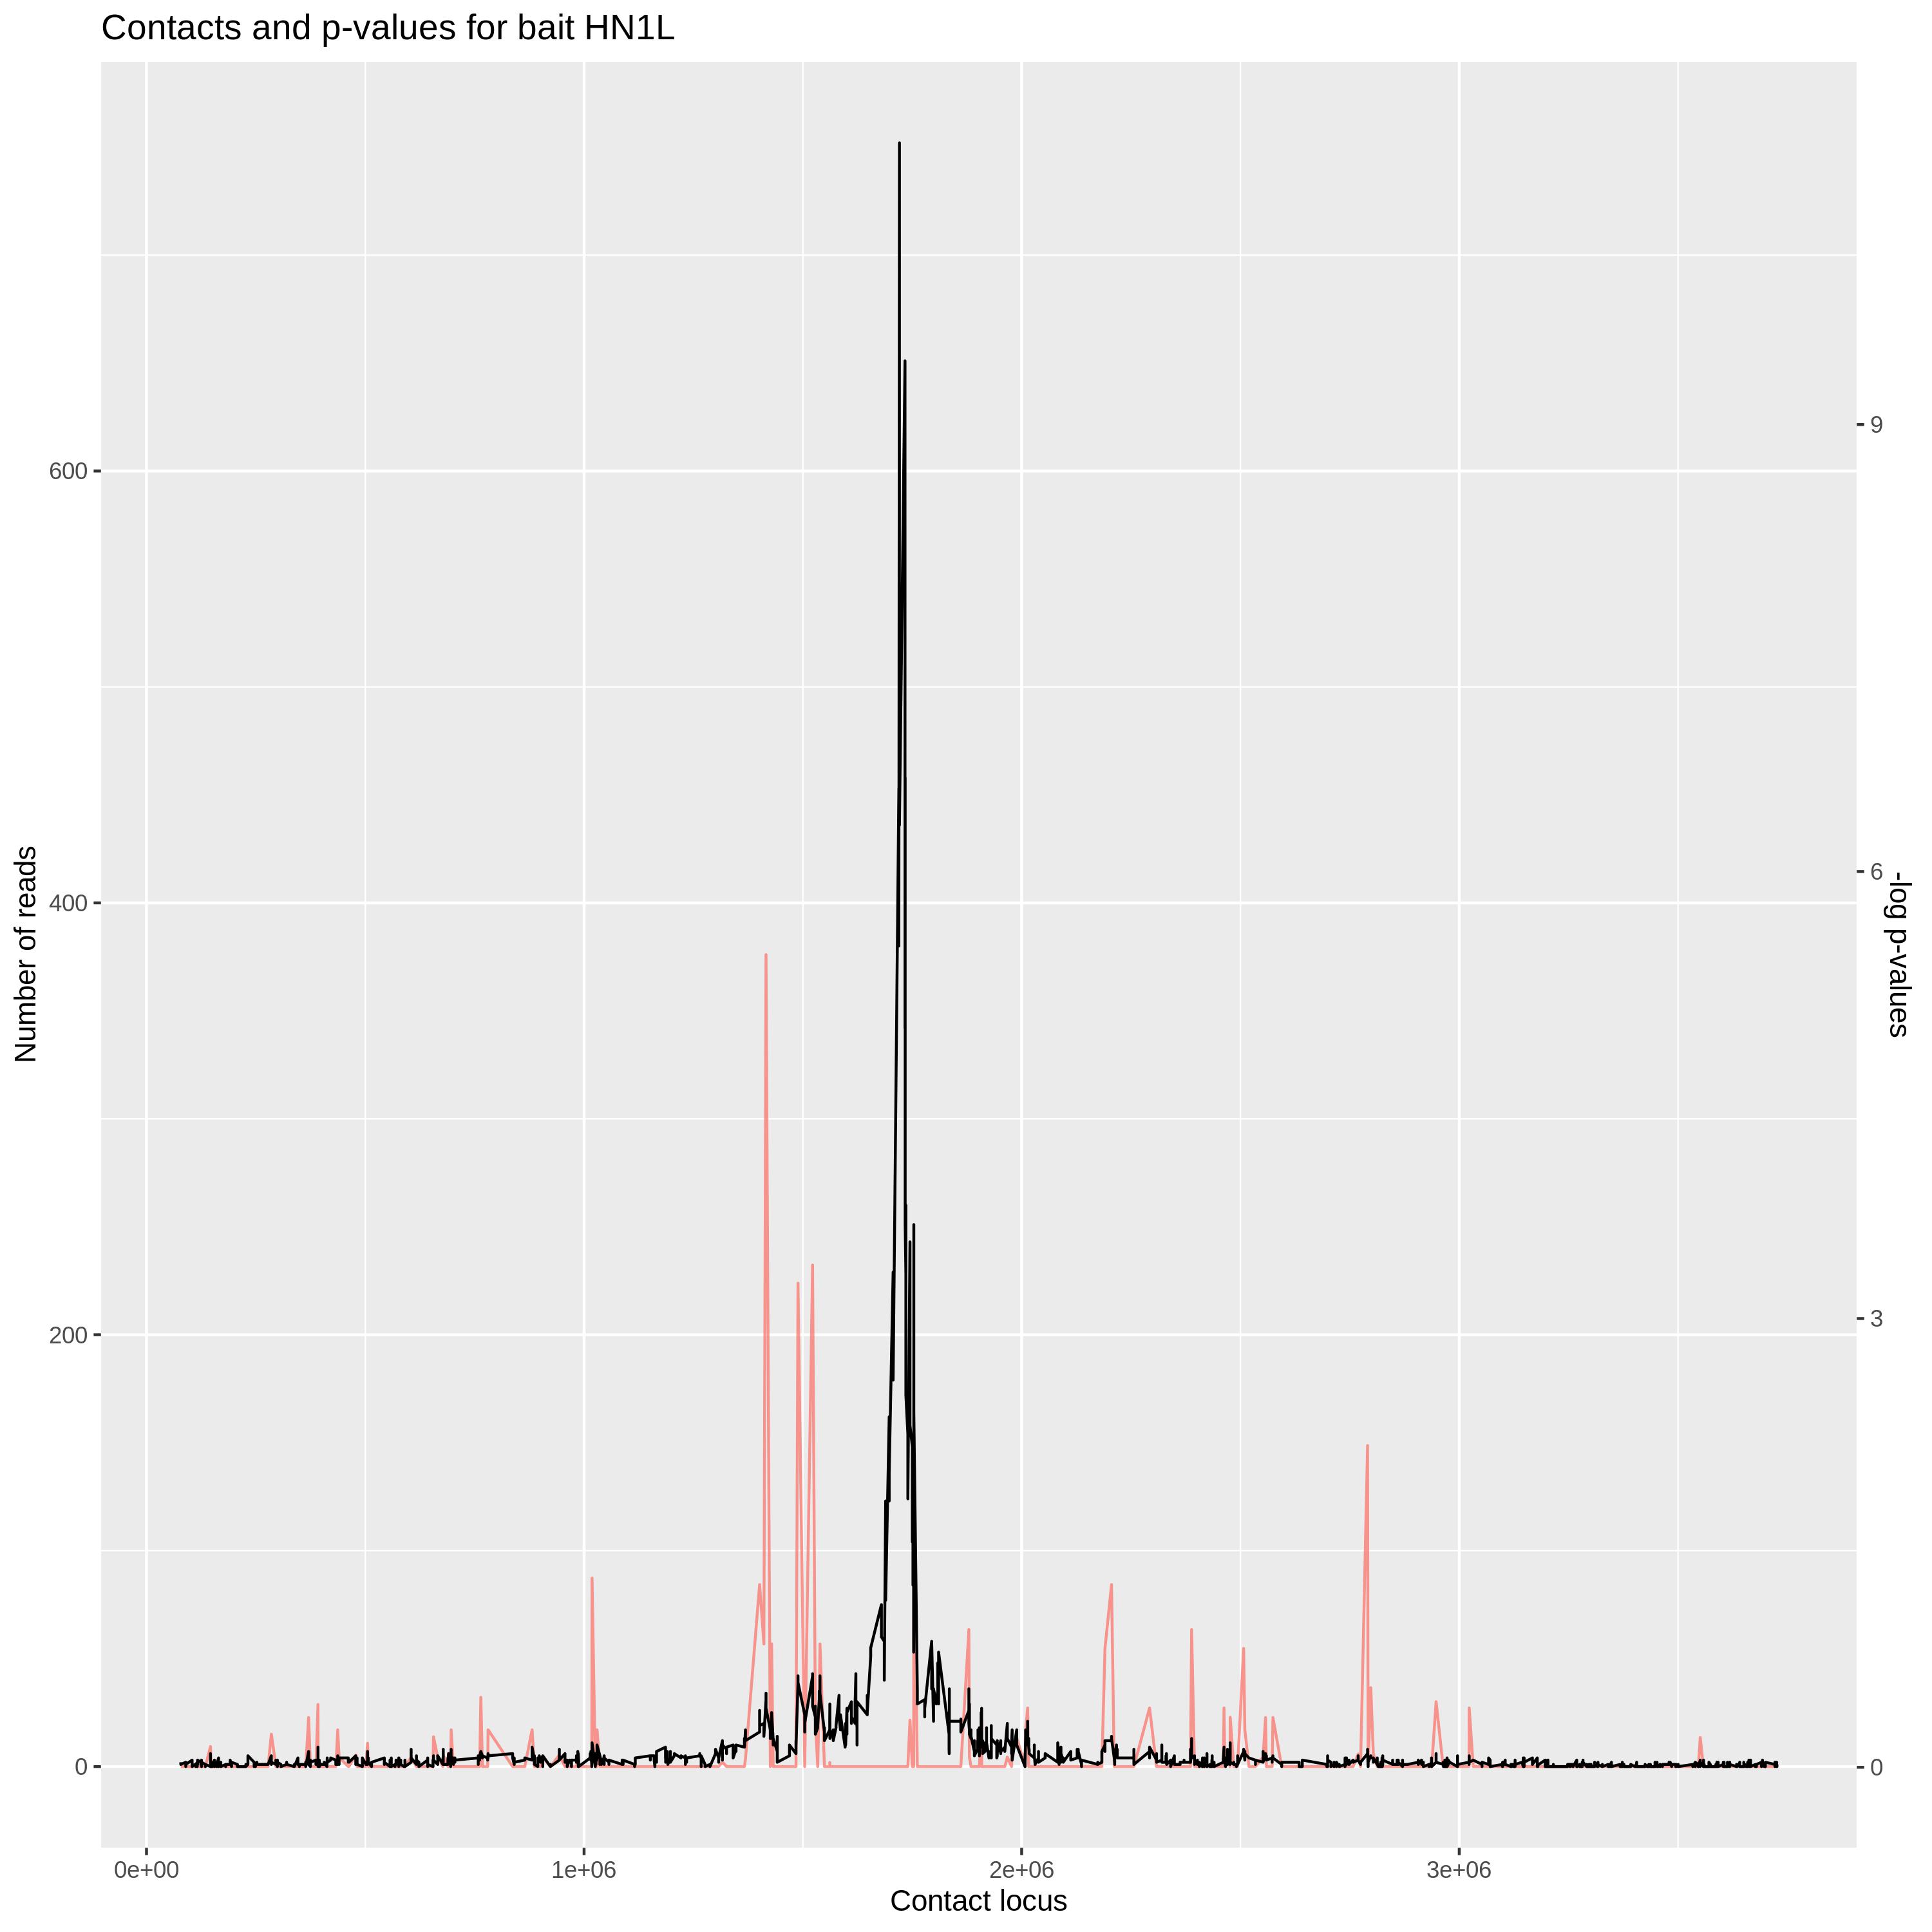 Contacts and p-values for bait HN1L
Number of reads
600
400
200
0
9
6
3
0
-log p-values
0e+00
1e+06
2e+06
3e+06
Contact locus